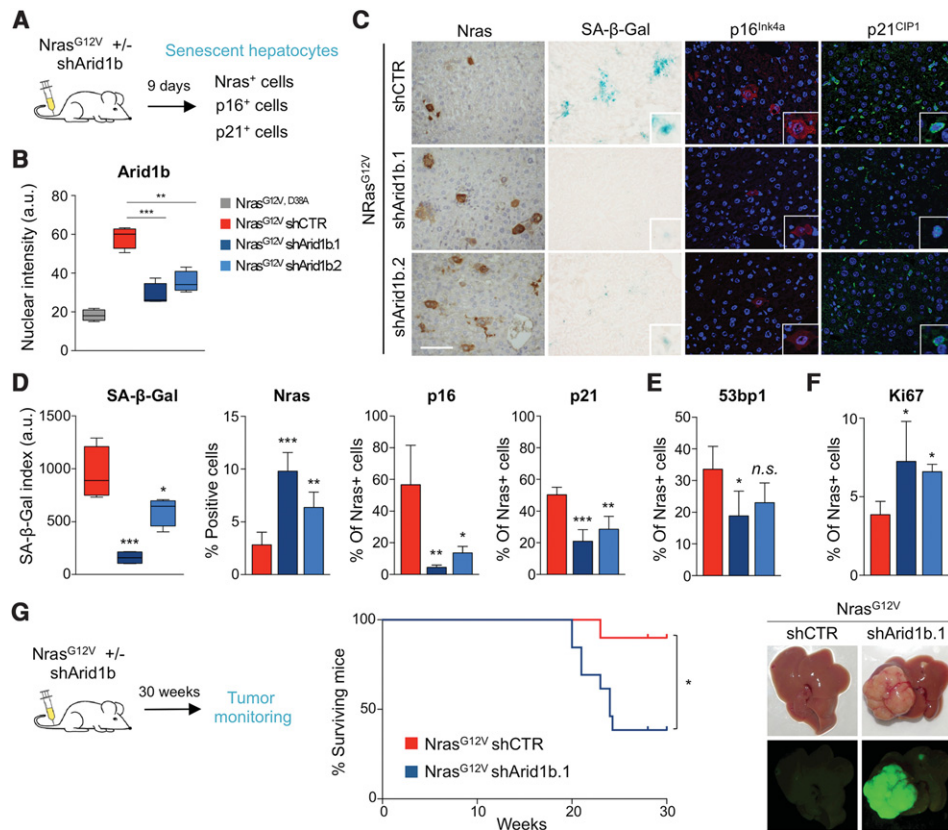 A
Nras^G12V +/-
shArid1b
9 days
Senescent hepatocytes
Nras+ cells
p16+ cells
p21+ cells
B
Arid1b
Nuclear intensity (a.u.)
80
60
40
20
0
**
***
Nras^G12V, D38A
Nras^G12V shCTR
Nras^G12V shArid1b.1
Nras^G12V shArid1b.2
C
Nras
SA-β-Gal
p16^Ink4a
p21^CIP1
NRas^G12V
shCTR
shArid1b.1
shArid1b.2
D
SA-β-Gal
SA-β-Gal index (a.u.)
1500
1000
500
0
***
*
Nras
% Positive cells
15
10
5
0
***
**
p16
% Of Nras+ cells
100
80
60
40
20
0
**
*
p21
% Of Nras+ cells
100
80
60
40
20
0
***
**
E
53bp1
% Of Nras+ cells
50
40
30
20
10
0
*
n.s.
F
Ki67
% Of Nras+ cells
10
5
0
*
*
G
Nras^G12V +/-
shArid1b
30 weeks
Tumor
monitoring
% Surviving mice
100
50
0
0
10
20
30
Weeks
Nras^G12V shCTR
Nras^G12V shArid1b.1
*
Nras^G12V
shCTR
shArid1b.1